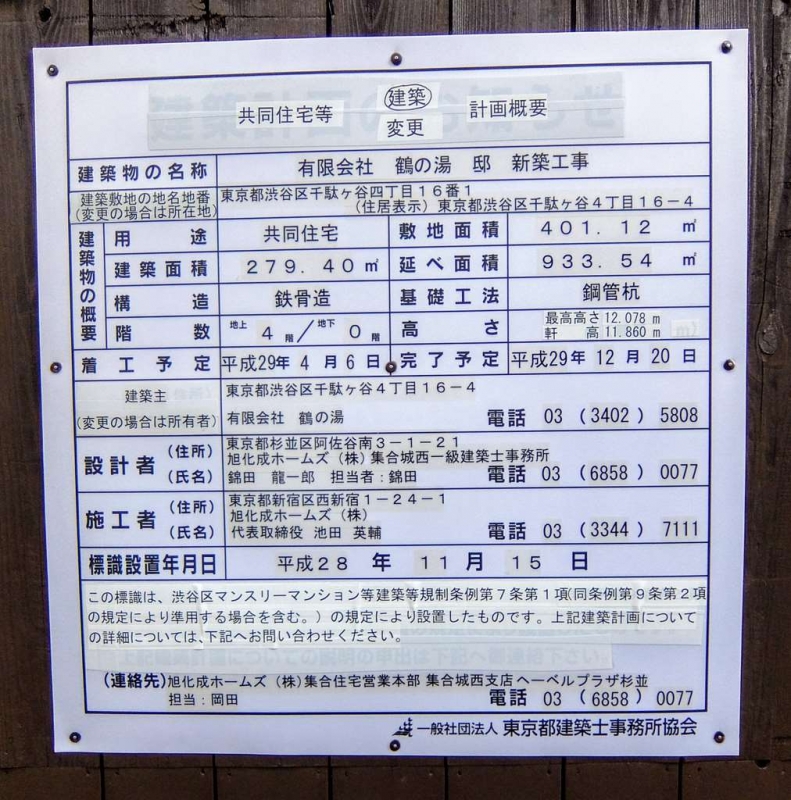 共同住宅等 建築 変更 計画概要
建築物の名称 有限会社 鶴の湯 邸 新築工事
建築敷地の地名地番 東京都渋谷区千駄ヶ谷四丁目16番1
(変更の場合は所在地) (住居表示) 東京都渋谷区千駄ヶ谷4丁目16-4
建築物の概要
用途 共同住宅 敷地面積 401.12 ㎡
建築面積 279.40㎡ 延べ面積 933.54 ㎡
構造 鉄骨造 基礎工法 鋼管杭
階数 地上 4 階/地下 0 階 高さ 最高高さ12.078 m
軒 高11.860 m
着工予定 平成29年 4月 6日 完了予定 平成29年 12月 20日
建築主 東京都渋谷区千駄ケ谷4丁目16-4
(変更の場合は所有者) 有限会社 鶴の湯 電話 03 (3402) 5808
設計者 (住所) 東京都杉並区阿佐谷南3-1-21
旭化成ホームズ (株) 集合城西一級建築士事務所
(氏名) 錦田 龍一郎 担当者:錦田 電話 03 (6858) 0077
施工者 (住所) 東京都新宿区西新宿1-24-1
旭化成ホームズ (株)
(氏名) 代表取締役 池田 英輔 電話 03 (3344) 7111
標識設置年月日 平成28 年 11 月 15 日
この標識は、渋谷区マンスリーマンション等建築等規制条例第7条第1項(同条例第9条第2項
の規定により準用する場合を含む。)の規定により設置したものです。上記建築計画について
の詳細については、下記へお問い合わせください。
(連絡先)旭化成ホームズ (株)集合住宅営業本部 集合城西支店 ヘーベルプラザ杉並
担当:岡田 電話 03 (6858) 0077
一般社団法人 東京都建築士事務所協会